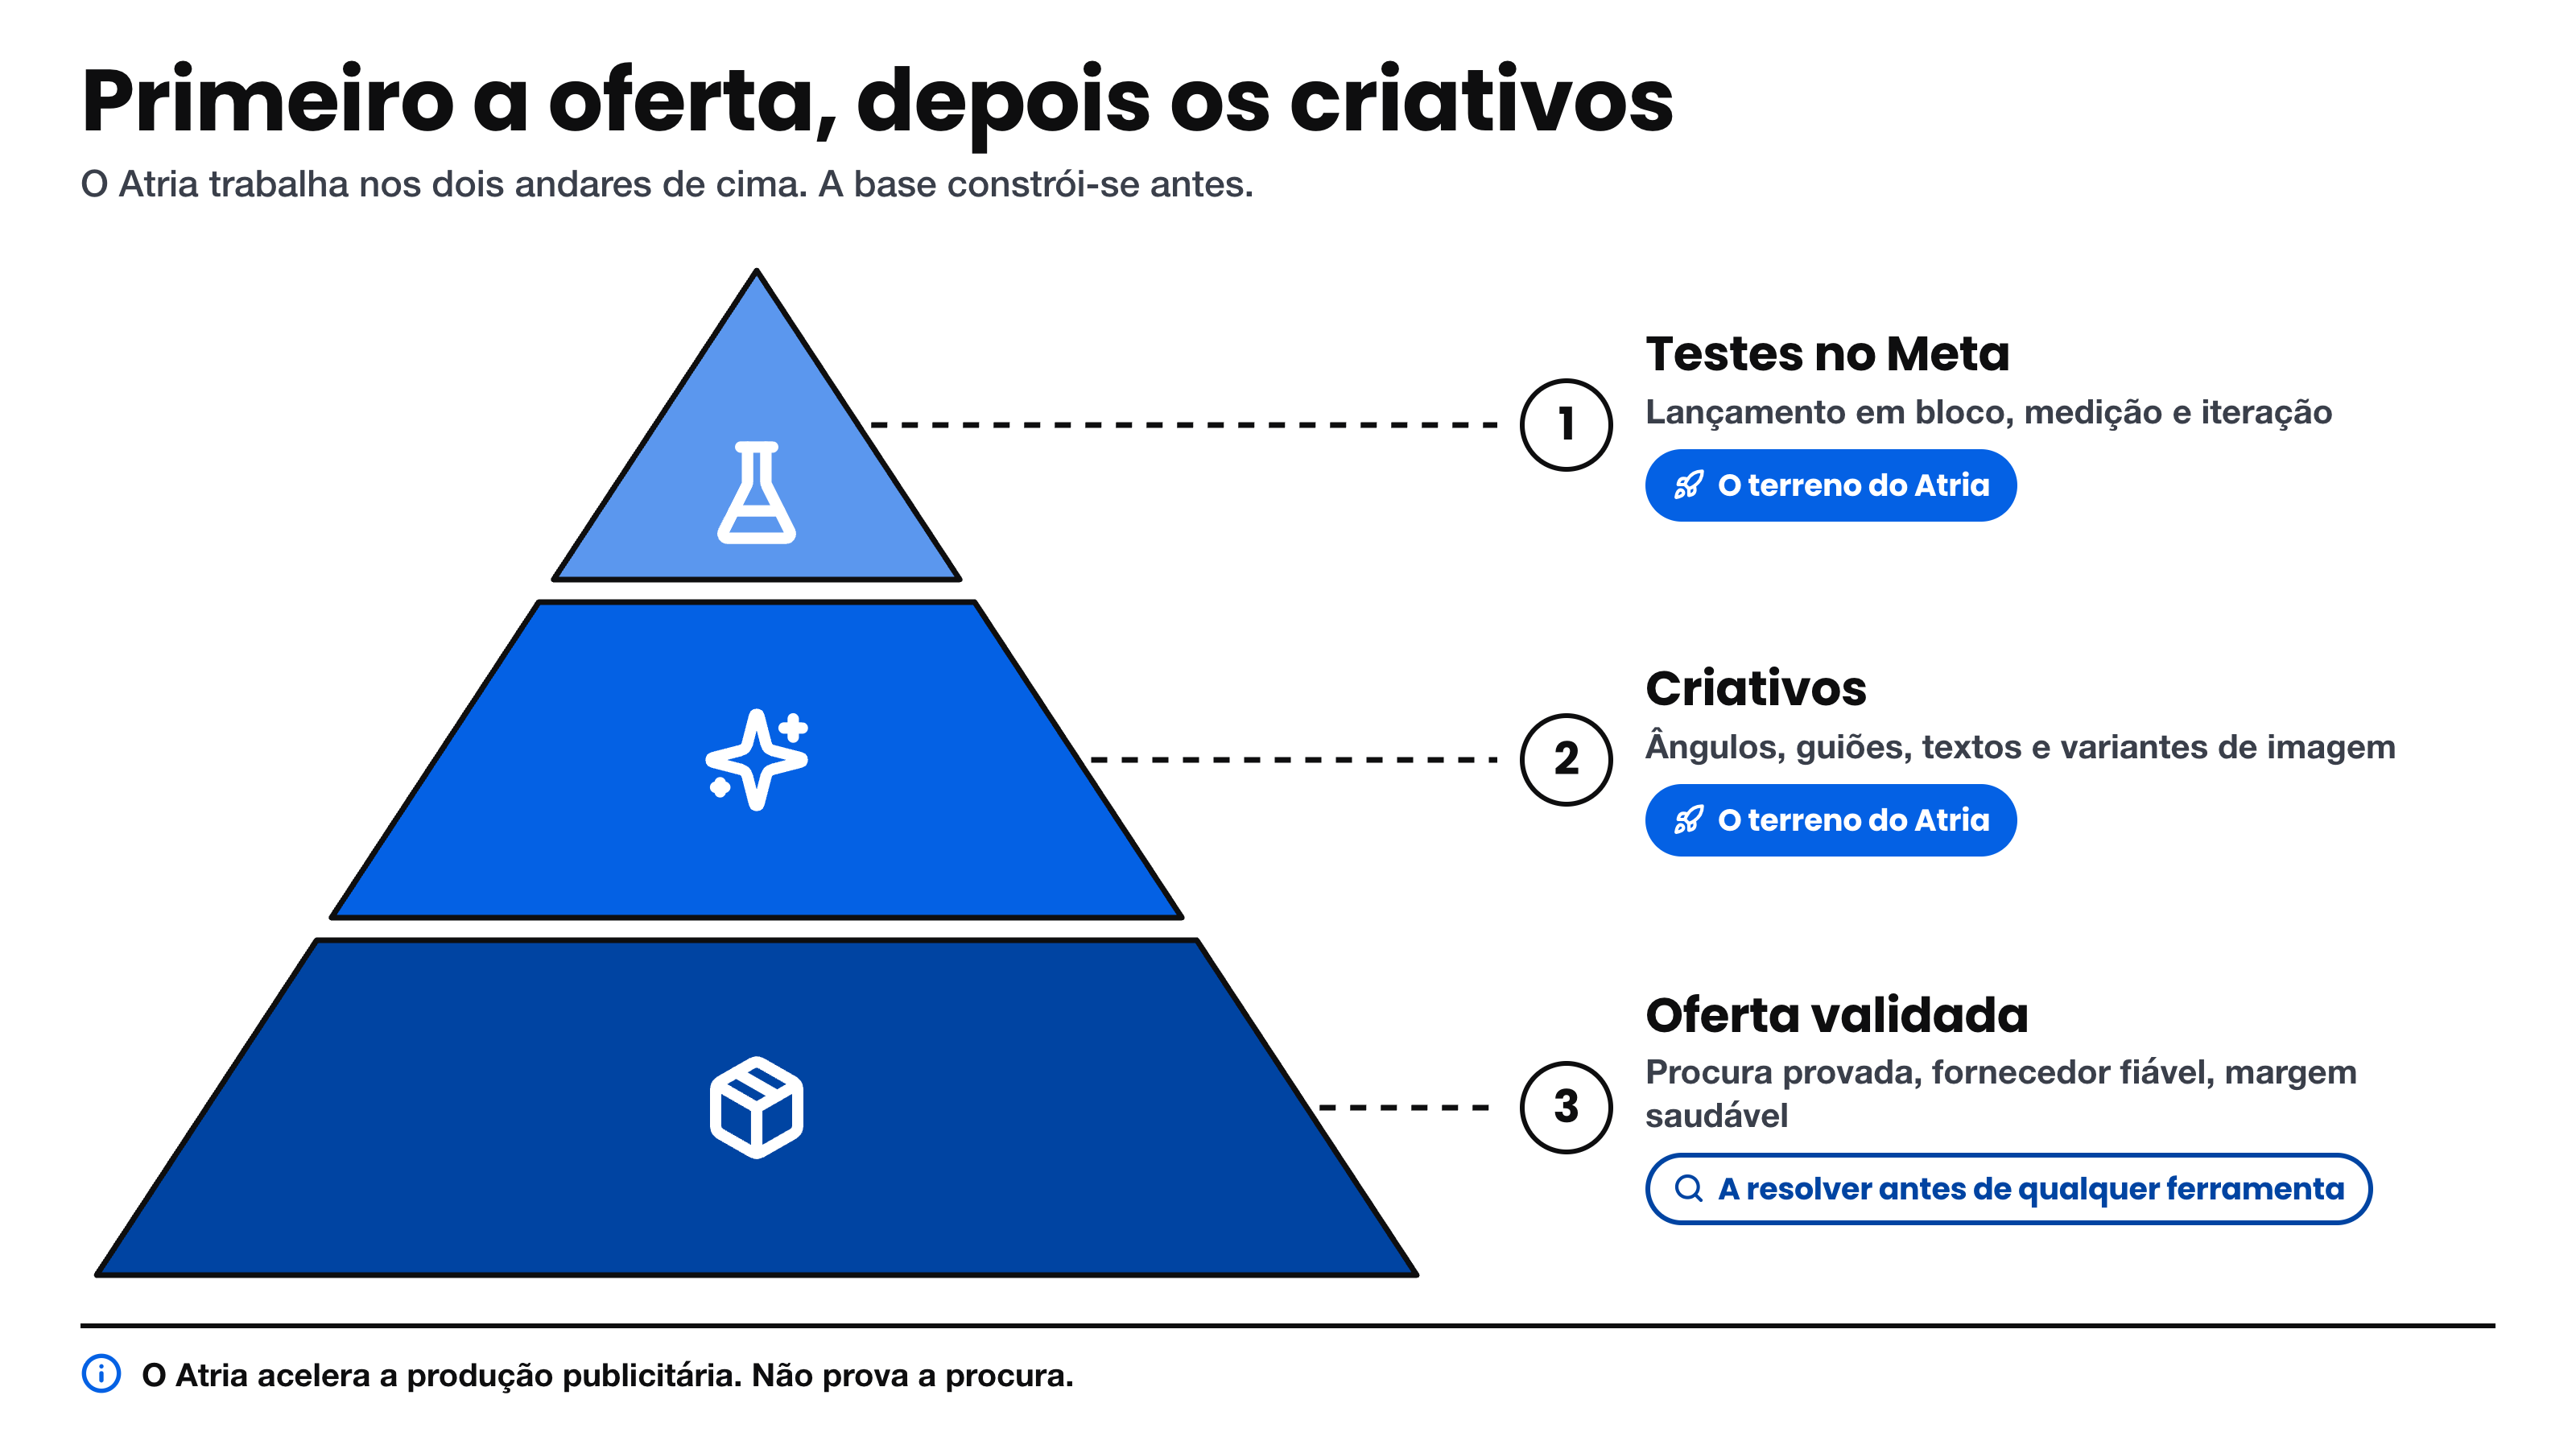 Primeiro a oferta, depois os criativos
O Atria trabalha nos dois andares de cima. A base constrói-se antes.
1
Testes no Meta
Lançamento em bloco, medição e iteração
O terreno do Atria
2
Criativos
Ângulos, guiões, textos e variantes de imagem
O terreno do Atria
3
Oferta validada
Procura provada, fornecedor fiável, margem
saudável
A resolver antes de qualquer ferramenta
O Atria acelera a produção publicitária. Não prova a procura.